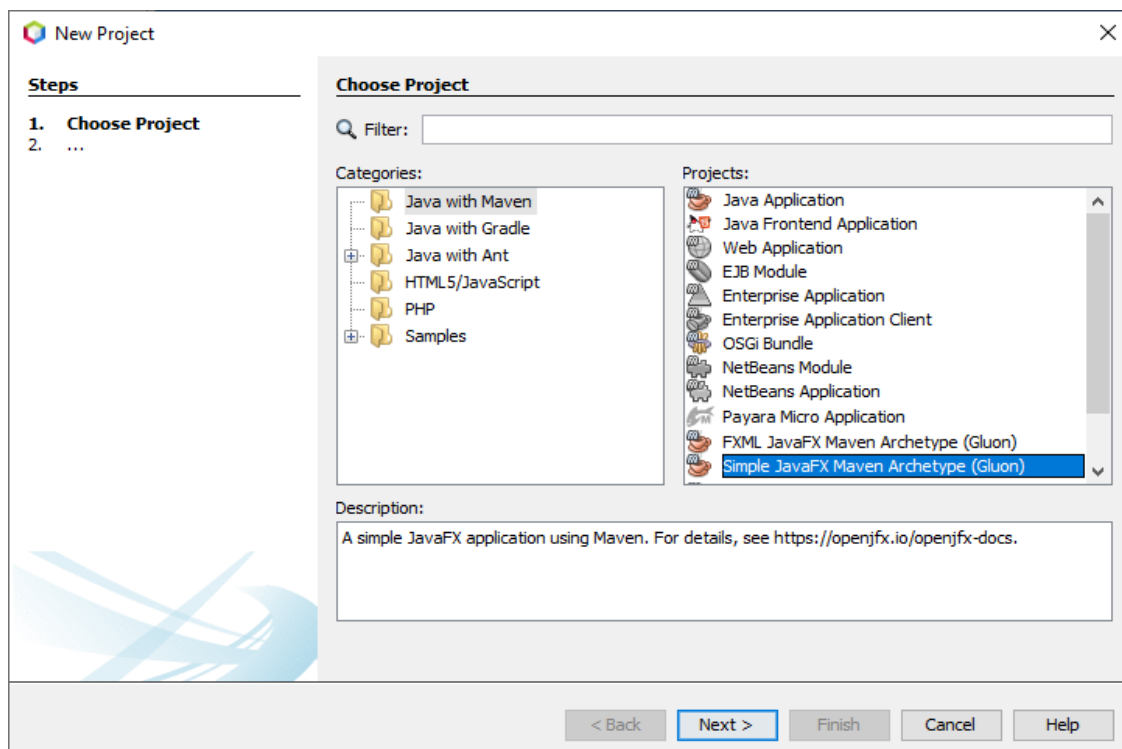 New Project
Steps
1. Choose Project
2. ...
Choose Project
Filter:
Categories:
Java with Maven
Java with Gradle
Java with Ant
HTML5/JavaScript
PHP
Samples
Projects:
Java Application
Java Frontend Application
Web Application
EJB Module
Enterprise Application
Enterprise Application Client
OSGi Bundle
NetBeans Module
NetBeans Application
Payara Micro Application
FXML JavaFX Maven Archetype (Gluon)
Simple JavaFX Maven Archetype (Gluon)
Description:
A simple JavaFX application using Maven. For details, see https://openjfx.io/openjfx-docs.
< Back Next > Finish Cancel Help